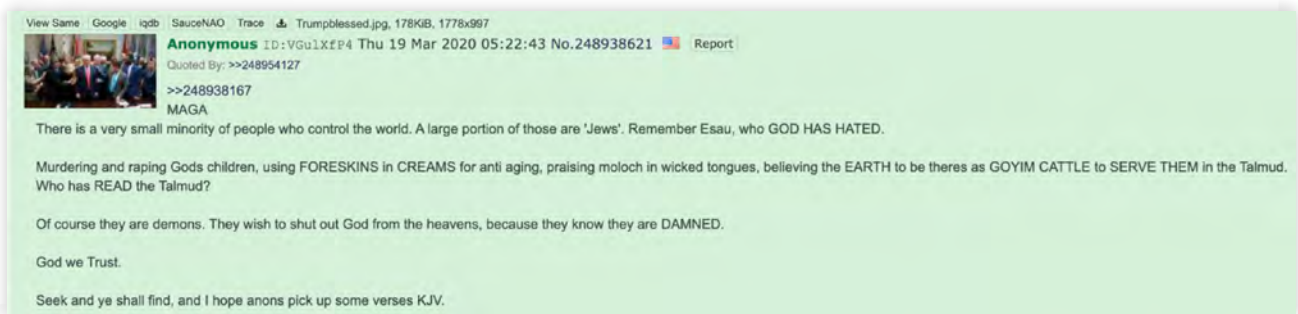 View Same Google iqdb SauceNAO Trace Trumpblessed.jpg, 178KiB, 1778x997
Anonymous ID:VGulXfP4 Thu 19 Mar 2020 05:22:43 No.248938621 Report
Quoted By: >>248954127
>>248938167
MAGA
There is a very small minority of people who control the world. A large portion of those are 'Jews'. Remember Esau, who GOD HAS HATED.
Murdering and raping Gods children, using FORESKINS in CREAMS for anti aging, praising moloch in wicked tongues, believing the EARTH to be theres as GOYIM CATTLE to SERVE THEM in the Talmud.
Who has READ the Talmud?
Of course they are demons. They wish to shut out God from the heavens, because they know they are DAMNED.
God we Trust.
Seek and ye shall find, and I hope anons pick up some verses KJV.